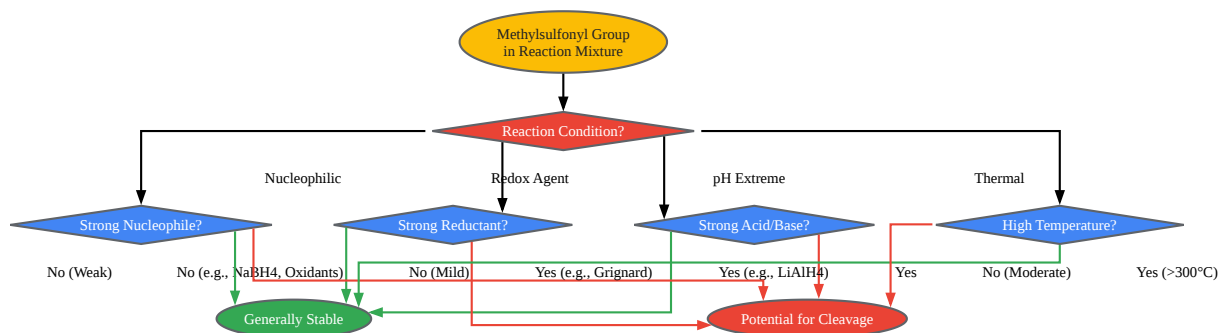 Methylsulfonyl Group
in Reaction Mixture
Reaction Condition?
Nucleophilic
Redox Agent
pH Extreme
Thermal
Strong Nucleophile?
Strong Reductant?
Strong Acid/Base?
High Temperature?
No (Weak)
No (e.g., NaBH4, Oxidants)
No (Mild)
Yes (e.g., Grignard)
Yes (e.g., LiAlH4)
Yes
No (Moderate)
Yes (>300°C)
Generally Stable
Potential for Cleavage